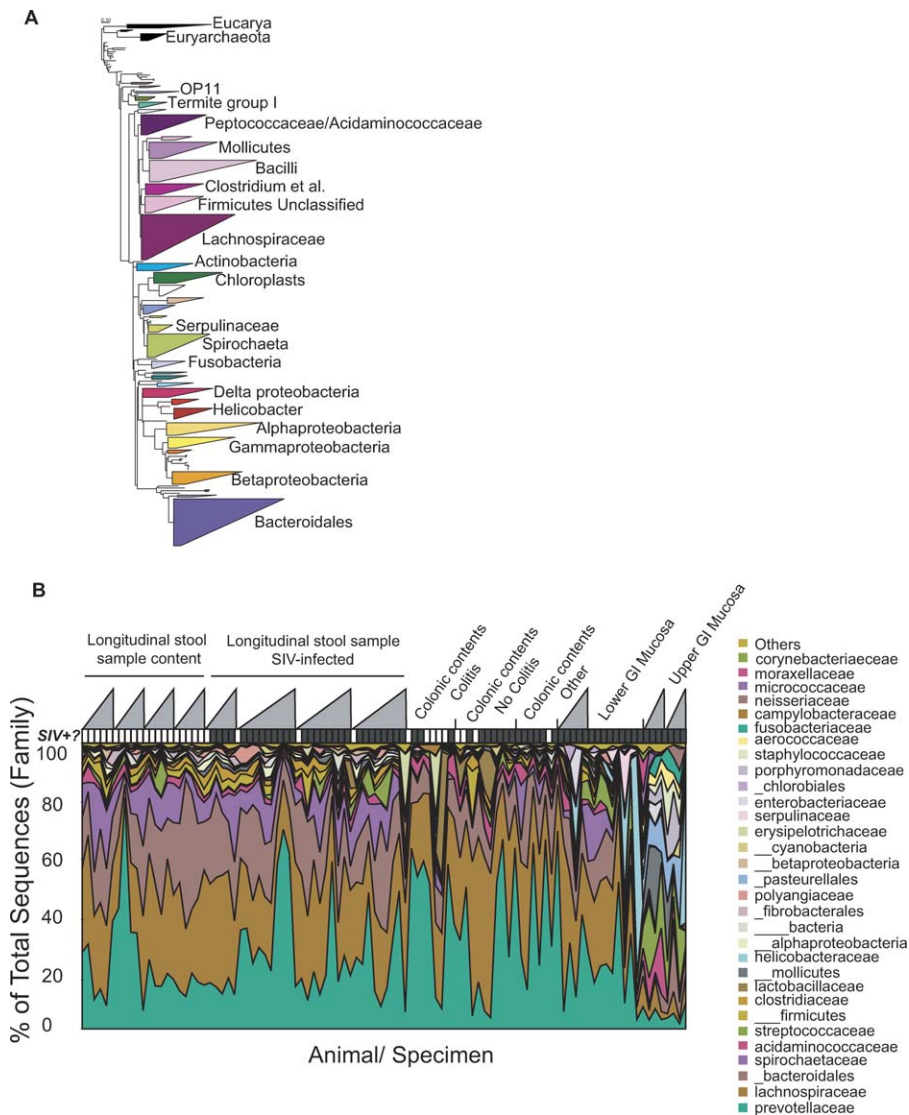 A
0.10
Eucarya
Euryarchaeota
OP11
Termite group I
Peptococcaceae/Acidaminococcaceae
Mollicutes
Bacilli
Clostridium et al.
Firmicutes Unclassified
Lachnospiraceae
Actinobacteria
Chloroplasts
Serpulinaceae
Spirochaeta
Fusobacteria
Delta proteobacteria
Helicobacter
Alphaproteobacteria
Gammaproteobacteria
Betaproteobacteria
Bacteroidales
B
Longitudinal stool
sample content
Longitudinal stool sample
SIV-infected
Colonic contents
Colitis
Colonic contents
No Colitis
Colonic contents
Other
Lower GI Mucosa
Upper GI Mucosa
SIV+?
100
80
60
40
20
0
% of Total Sequences (Family)
Animal/ Specimen
Others
corynebacteriaeceae
moraxellaceae
micrococcaceae
neisseriaceae
campylobacteraceae
fusobacteriaceae
aerococcaceae
staphylococcaceae
porphyromonadaceae
_chlorobiales
enterobacteriaceae
serpulinaceae
erysipelotrichaceae
__cyanobacteria
__betaproteobacteria
_pasteurellales
polyangiaceae
_fibrobacterales
____bacteria
__alphaproteobacteria
helicobacteraceae
__mollicutes
lactobacillaceae
clostridiaceae
___firmicutes
streptococcaceae
acidaminococcaceae
spirochaetaceae
_bacteroidales
lachnospiraceae
prevotellaceae